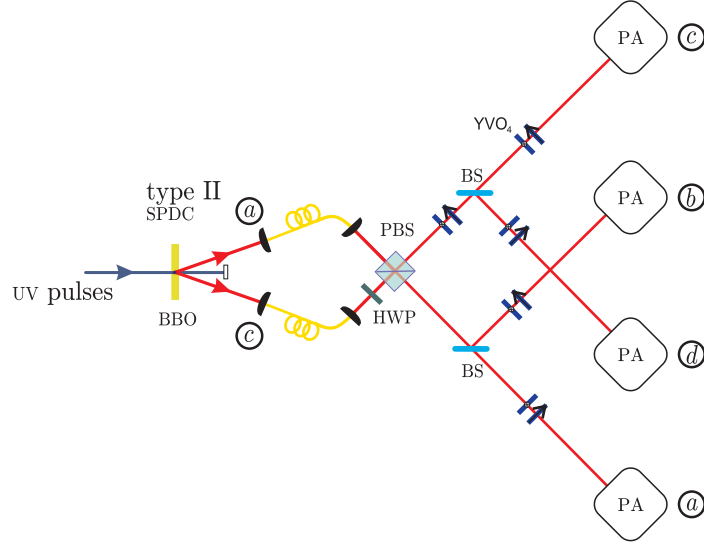 PA
c
YVO4
BS
type II
SPDC
a
PBS
PA
b
UV pulses
BBO
c
HWP
BS
PA
d
PA
a